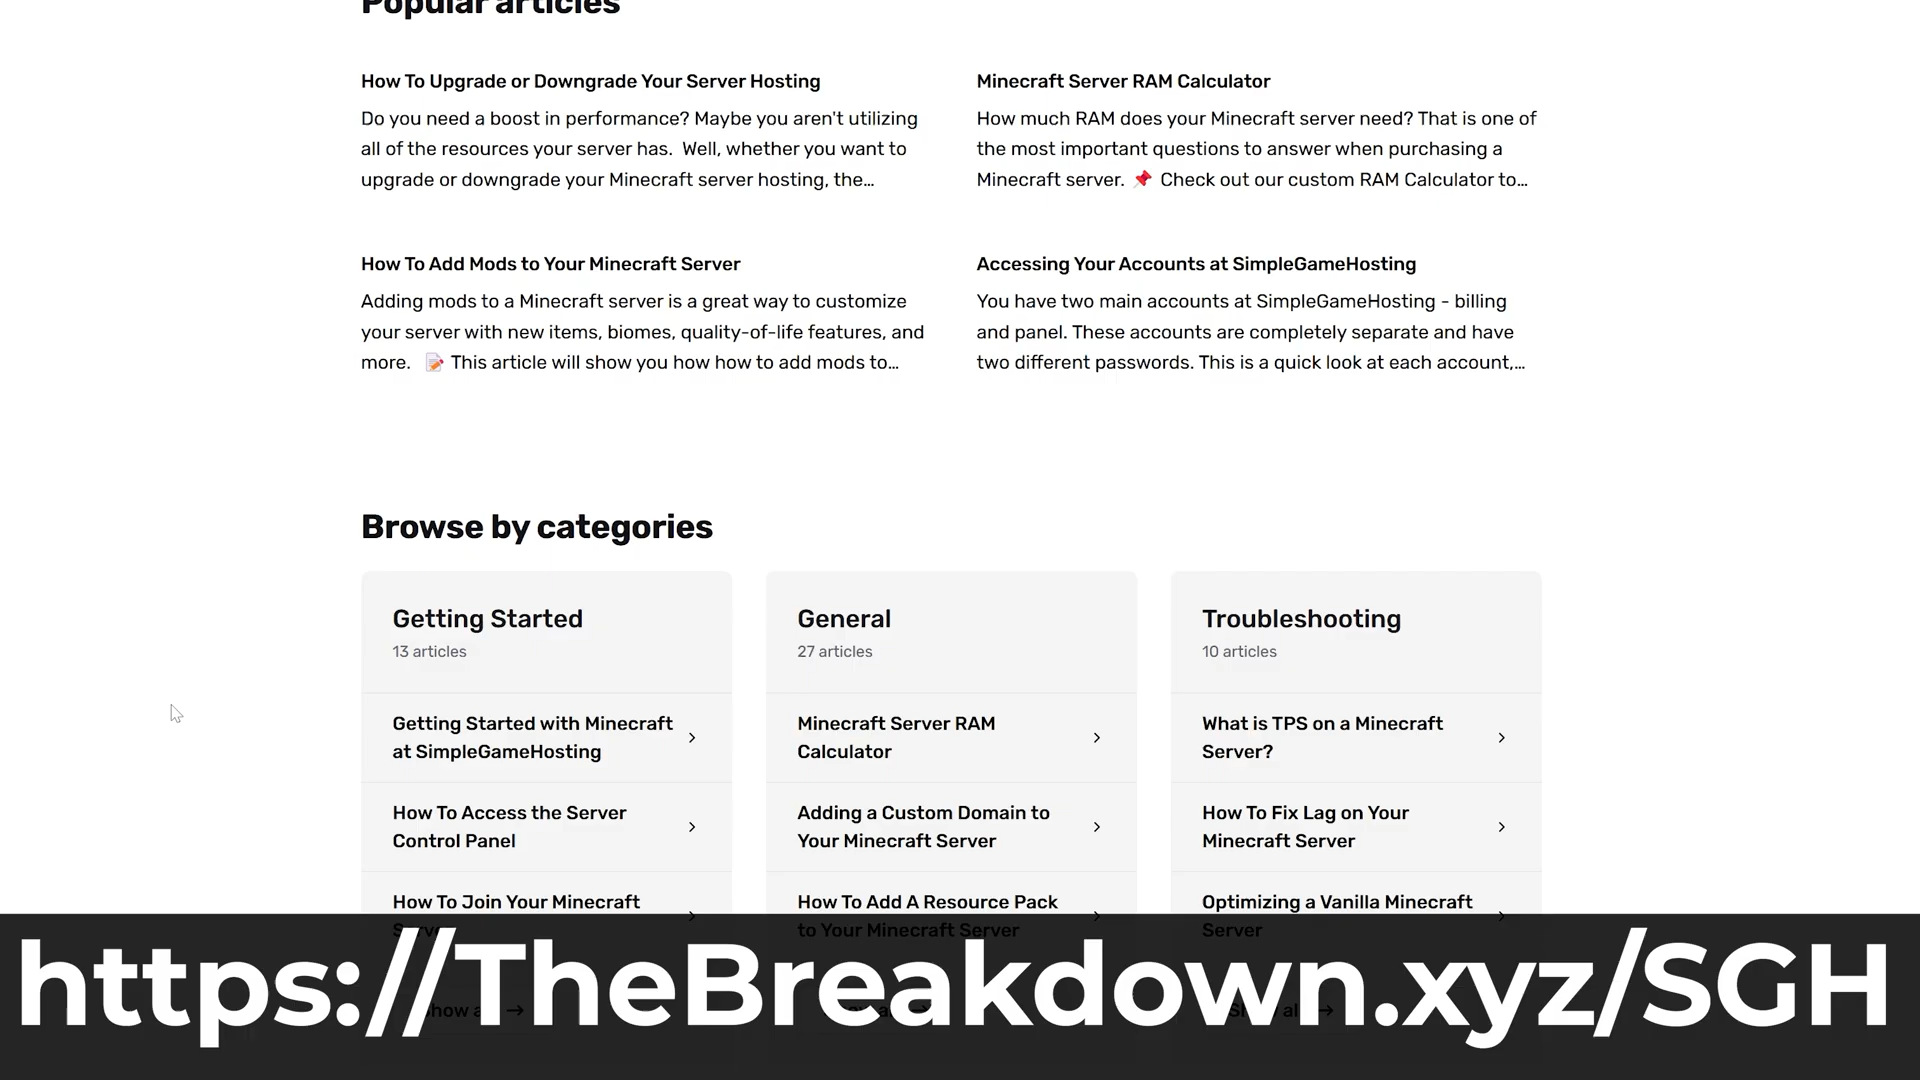 Popular articles
How To Upgrade or Downgrade Your Server Hosting
Do you need a boost in performance? Maybe you aren't utilizing
all of the resources your server has.  Well, whether you want to
upgrade or downgrade your Minecraft server hosting, the...
Minecraft Server RAM Calculator
How much RAM does your Minecraft server need? That is one of
the most important questions to answer when purchasing a
Minecraft server. 📌 Check out our custom RAM Calculator to...
How To Add Mods to Your Minecraft Server
Adding mods to a Minecraft server is a great way to customize
your server with new items, biomes, quality-of-life features, and
more. 📝 This article will show you how how to add mods to...
Accessing Your Accounts at SimpleGameHosting
You have two main accounts at SimpleGameHosting - billing
and panel. These accounts are completely separate and have
two different passwords. This is a quick look at each account,...
Browse by categories
Getting Started
13 articles
Getting Started with Minecraft
at SimpleGameHosting
How To Access the Server
Control Panel
How To Join Your Minecraft
Server
General
27 articles
Minecraft Server RAM
Calculator
Adding a Custom Domain to
Your Minecraft Server
How To Add A Resource Pack
to Your Minecraft Server
Troubleshooting
10 articles
What is TPS on a Minecraft
Server?
How To Fix Lag on Your
Minecraft Server
Optimizing a Vanilla Minecraft
Server
https://TheBreakdown.xyz/SGH